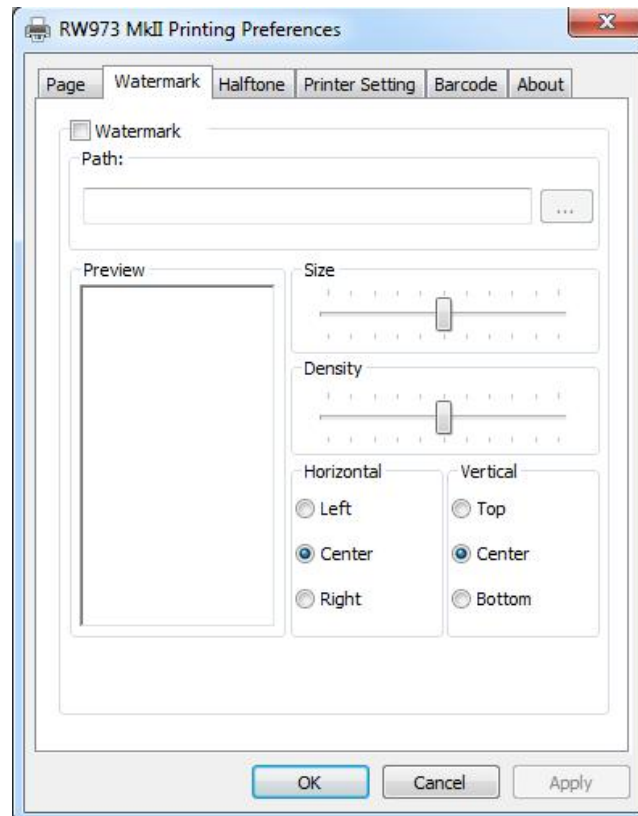 RW973 MkII Printing Preferences
Page Watermark Halftone Printer Setting Barcode About
Watermark
Path:
...
Preview
Size
Density
Horizontal
Left
Center
Right
Vertical
Top
Center
Bottom
OK Cancel Apply